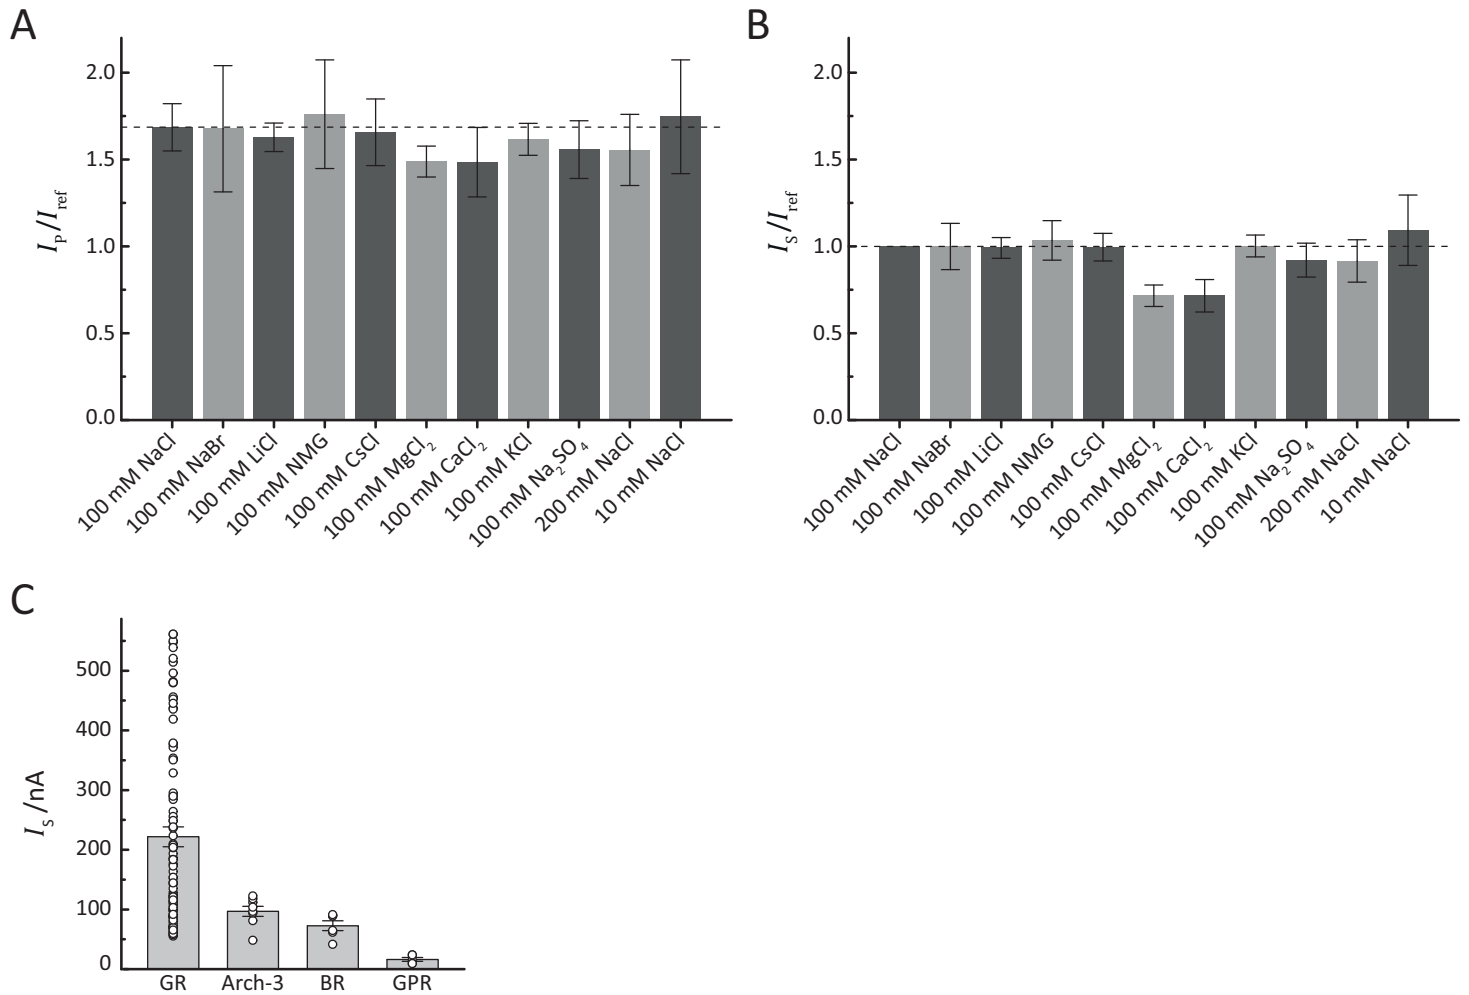 A
I_P/I_ref
2.0
1.5
1.0
0.5
0.0
100 mM NaCl
100 mM NaBr
100 mM LiCl
100 mM NMG
100 mM CsCl
100 mM MgCl₂
100 mM CaCl₂
100 mM KCl
100 mM Na₂SO₄
200 mM NaCl
10 mM NaCl
B
I_S/I_ref
2.0
1.5
1.0
0.5
0.0
100 mM NaCl
100 mM NaBr
100 mM LiCl
100 mM NMG
100 mM CsCl
100 mM MgCl₂
100 mM CaCl₂
100 mM KCl
100 mM Na₂SO₄
200 mM NaCl
10 mM NaCl
C
I_s/nA
500
400
300
200
100
0
GR
Arch-3
BR
GPR